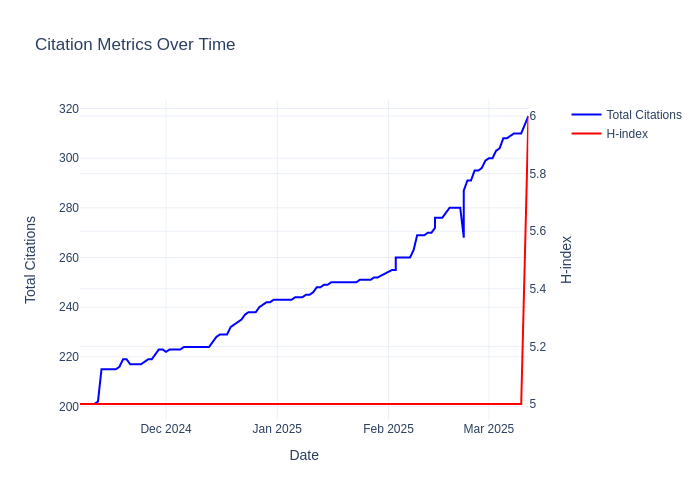 Citation Metrics Over Time
Total Citations
H-index
320
300
280
260
240
220
200
6
5.8
5.6
5.4
5.2
5
Total Citations
H-index
Dec 2024
Jan 2025
Feb 2025
Mar 2025
Date